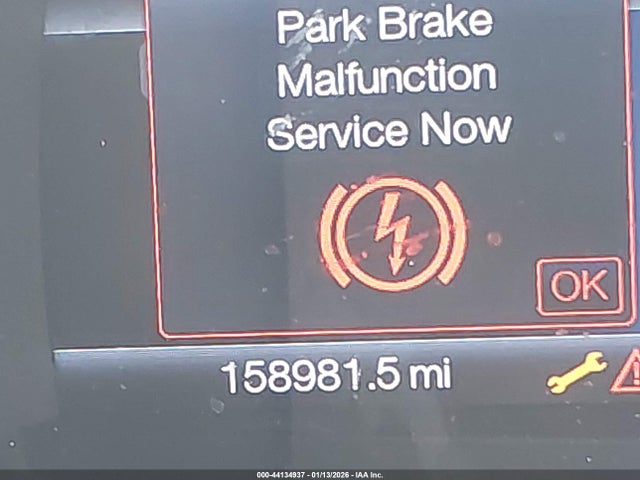 Park Brake
Malfunction
Service Now
OK
158981.5 mi
000-44134937 - 01/13/2026 - IAA Inc.